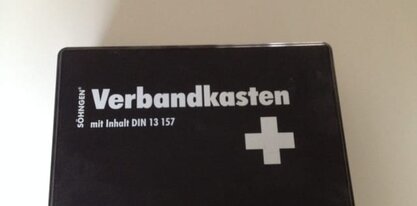 SÖHNGEN®
Verbandkasten
mit Inhalt DIN 13 157